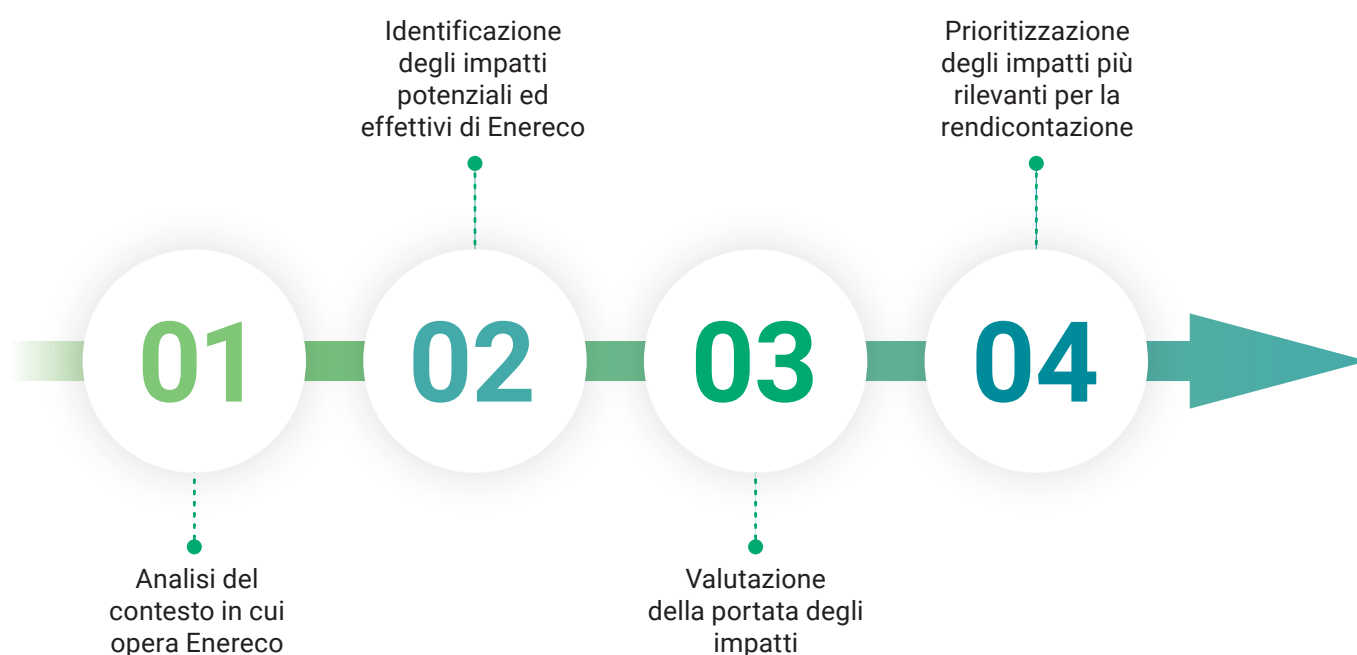 Identificazione
degli impatti
potenziali ed
effettivi di Enereco
Prioritizzazione
degli impatti più
rilevanti per la
rendicontazione
01
02
03
04
Analisi del
contesto in cui
opera Enereco
Valutazione
della portata degli
impatti